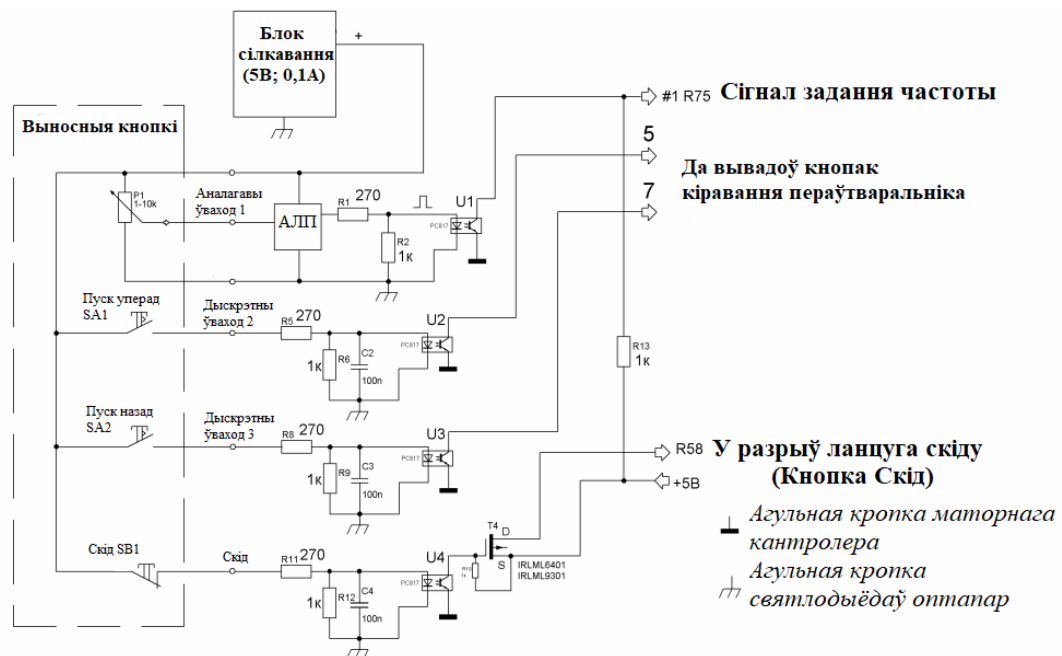 Блок
сілкавання
(5В; 0,1А)
+
#1 R75 Сігнал задання частоты
Выносныя кнопкі
5
Да вывадоў кнопак
кіравання пераўтваральніка
7
P1
1-10k
Аналагавы
ўваход 1
АЛП
R1 270
U1
PC817
R2
1к
Пуск уперад
SA1
Дыскрэтны
ўваход 2
R5 270
U2
PC817
R6
1к
C2
100n
R13
1к
Пуск назад
SA2
Дыскрэтны
ўваход 3
R8 270
U3
PC817
R9
1к
C3
100n
R58 У разрыў ланцуга скіду
(Кнопка Скід)
+5В
Скід SB1
Скід
R11 270
U4
PC817
R12
1к
C4
100n
T4
D
S
R10
1к
IRLML6401
IRLML9301
Агульная кропка маторнага
кантролера
Агульная кропка
святлодыёдаў оптапар